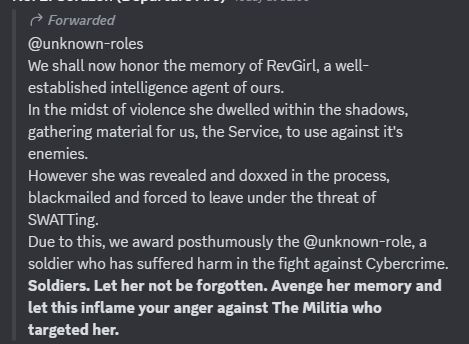 Forwarded
@unknown-roles
We shall now honor the memory of RevGirl, a well-
established intelligence agent of ours.
In the midst of violence she dwelled within the shadows,
gathering material for us, the Service, to use against it's
enemies.
However she was revealed and doxxed in the process,
blackmailed and forced to leave under the threat of
SWATTing.
Due to this, we award posthumously the @unknown-role, a
soldier who has suffered harm in the fight against Cybercrime.
Soldiers. Let her not be forgotten. Avenge her memory and
let this inflame your anger against The Militia who
targeted her.